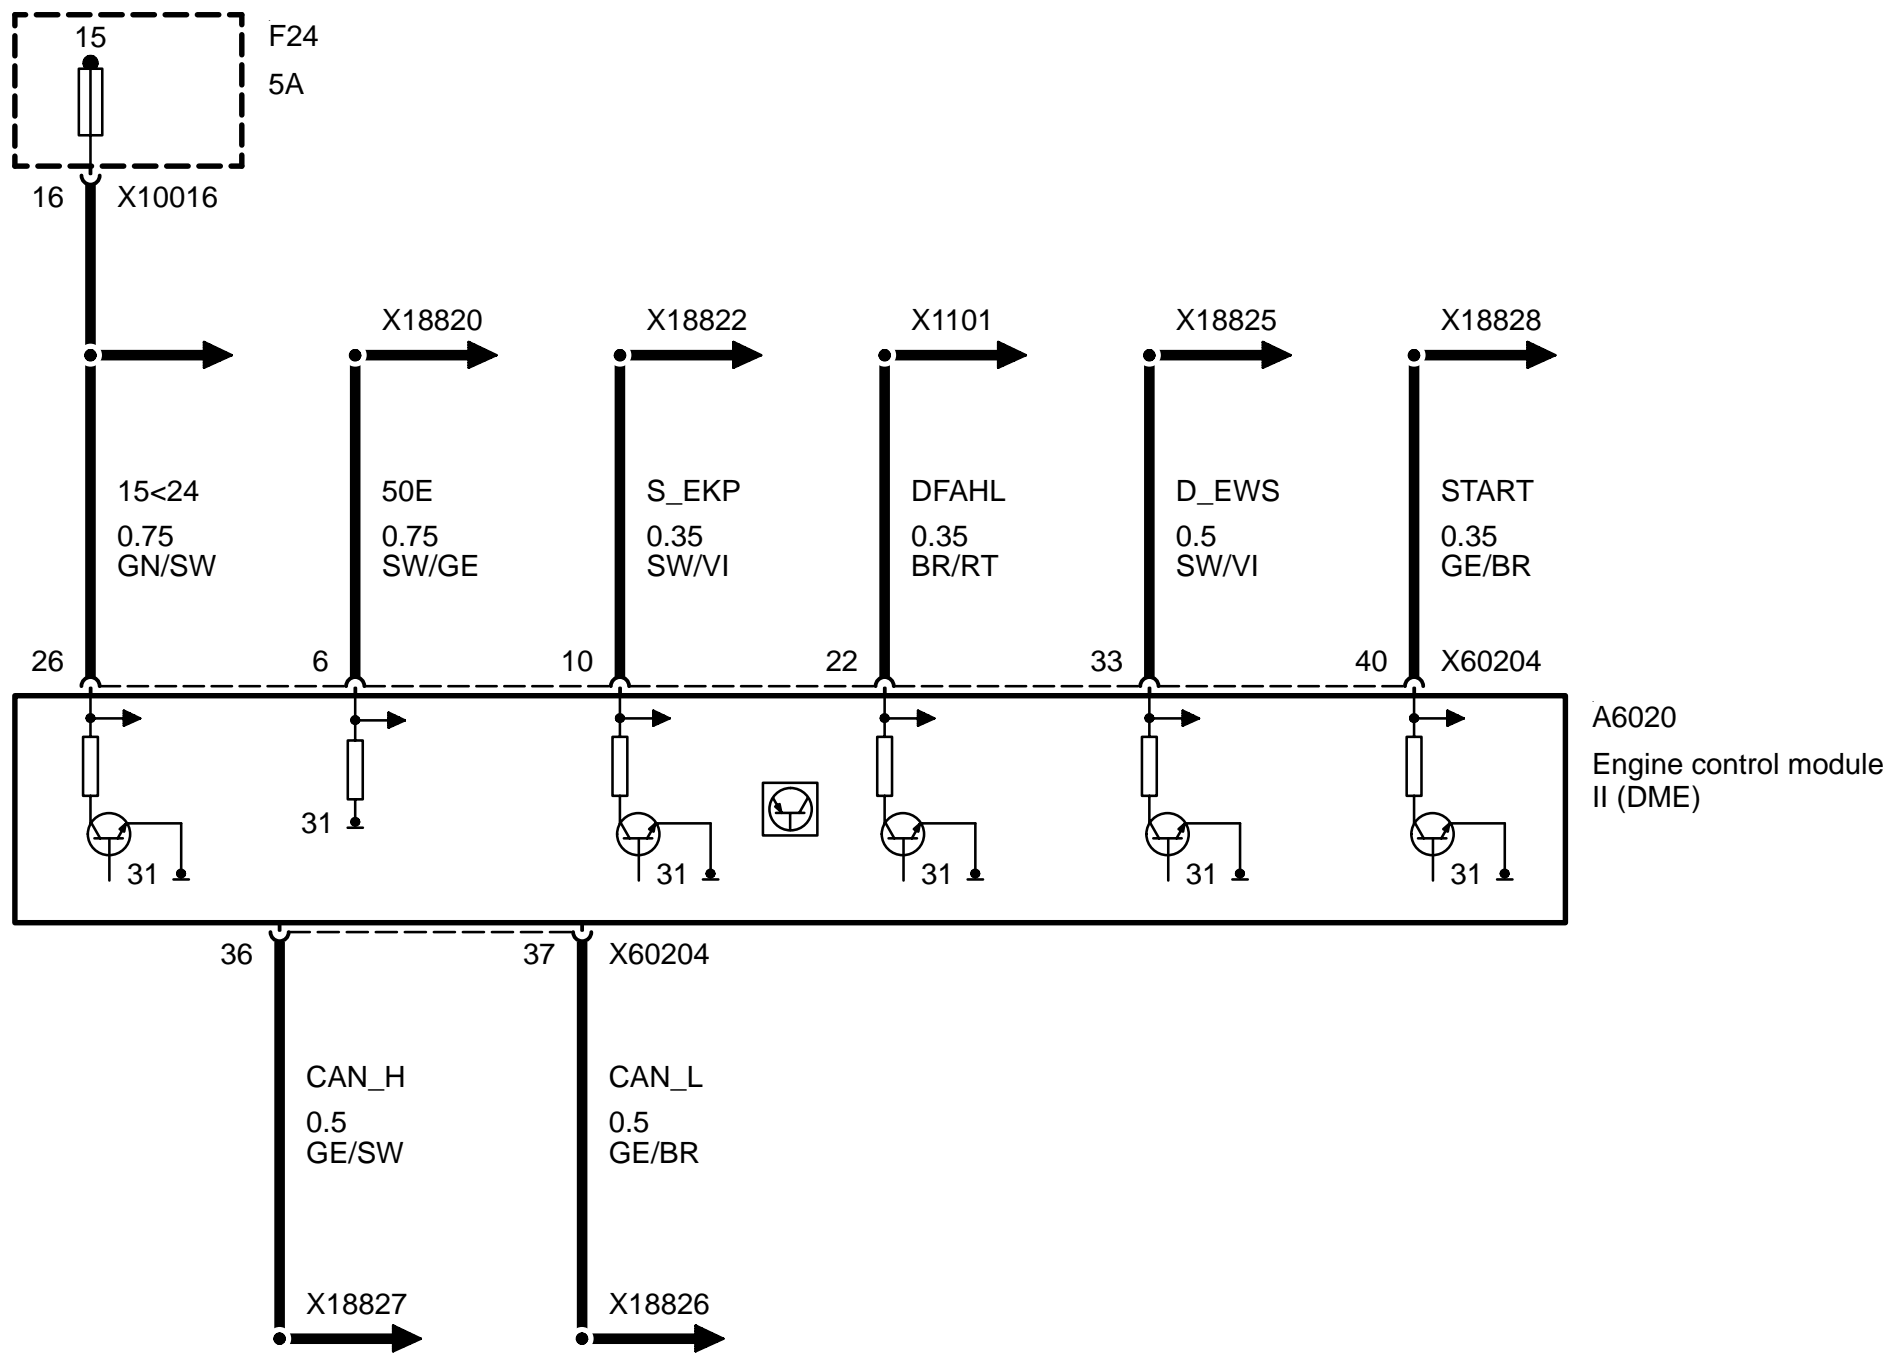 15
F24
5A
16 X10016
X18820 X18822 X1101 X18825 X18828
15<24 50E S_EKP DFAHL D_EWS START
0.75 0.75 0.35 0.35 0.5 0.35
GN/SW SW/GE SW/VI BR/RT SW/VI GE/BR
26 6 10 22 33 40 X60204
A6020
Engine control module
II (DME)
31
31 31 31 31 31
36 37 X60204
CAN_H CAN_L
0.5 0.5
GE/SW GE/BR
X18827 X18826